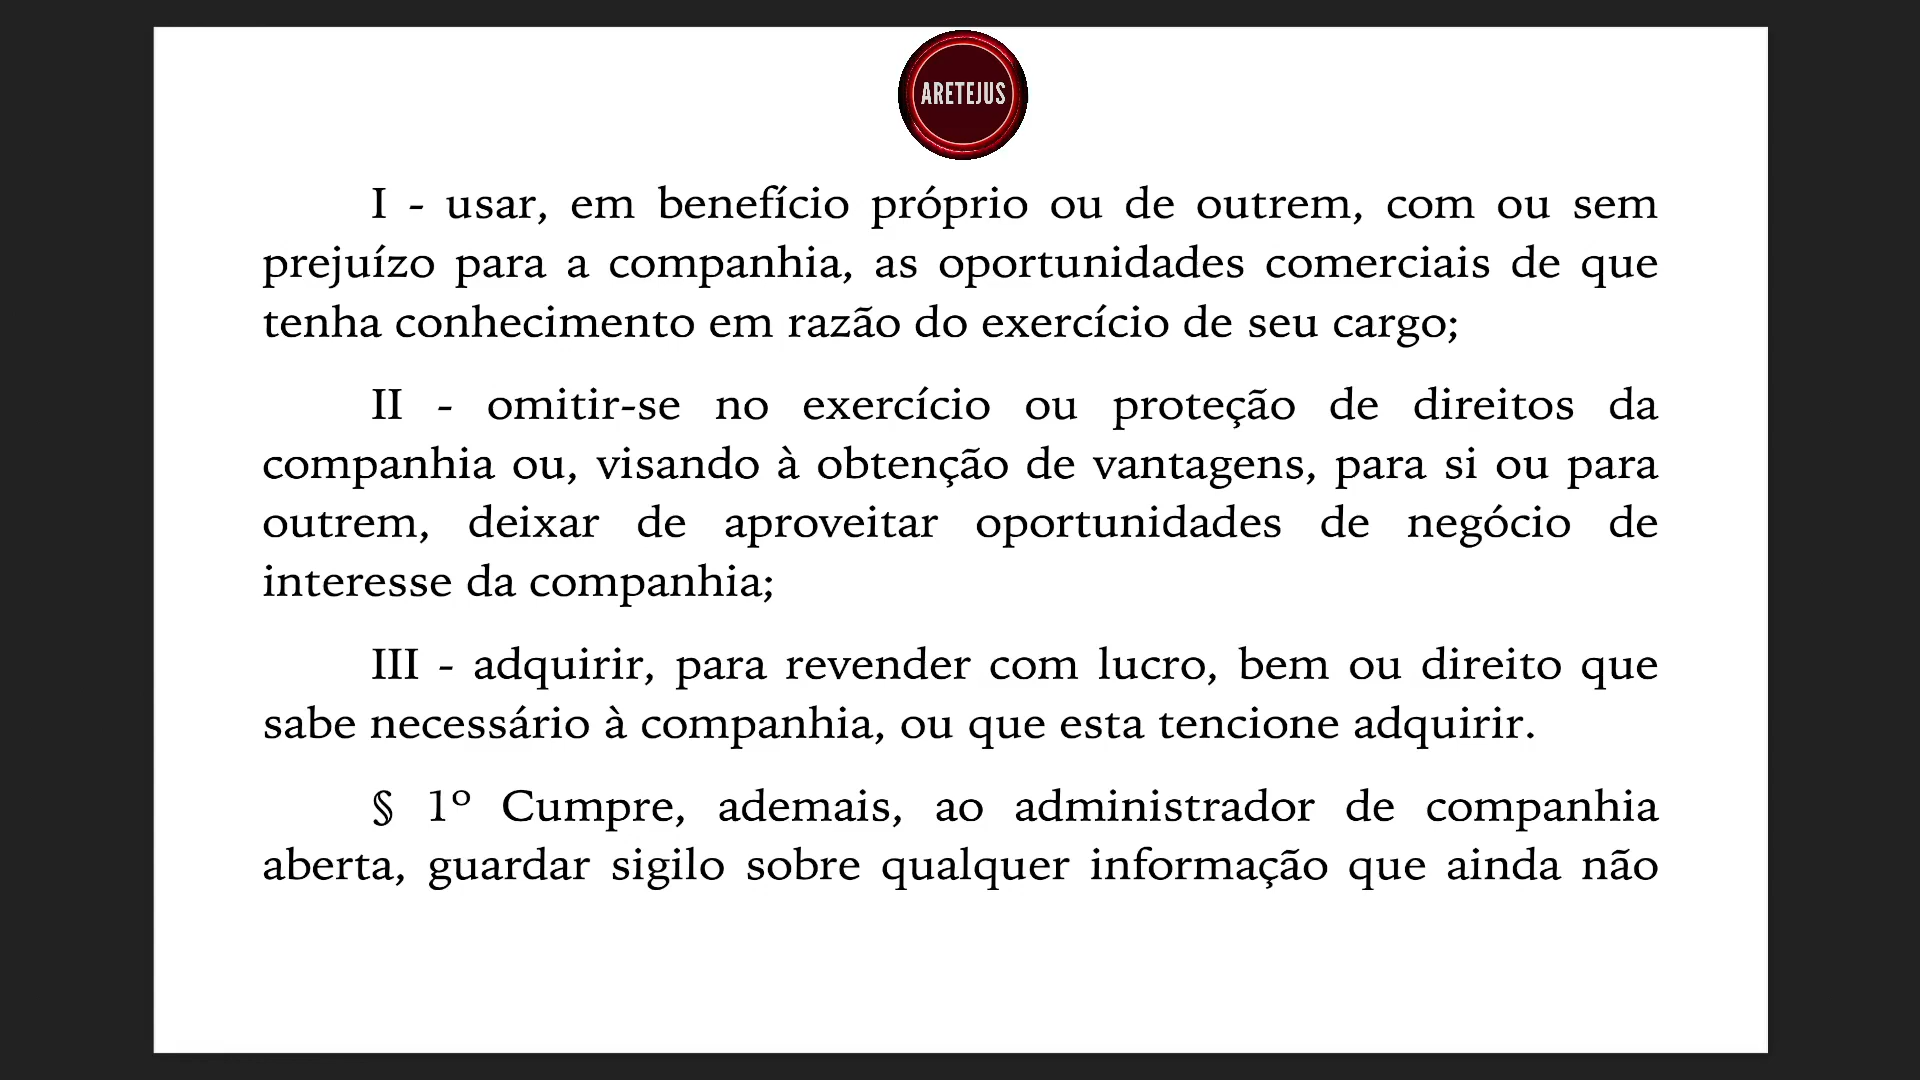 ARETEJUS
I - usar, em benefício próprio ou de outrem, com ou sem
prejuízo para a companhia, as oportunidades comerciais de que
tenha conhecimento em razão do exercício de seu cargo;
II - omitir-se no exercício ou proteção de direitos da
companhia ou, visando à obtenção de vantagens, para si ou para
outrem, deixar de aproveitar oportunidades de negócio de
interesse da companhia;
III - adquirir, para revender com lucro, bem ou direito que
sabe necessário à companhia, ou que esta tencione adquirir.
§ 1º Cumpre, ademais, ao administrador de companhia
aberta, guardar sigilo sobre qualquer informação que ainda não